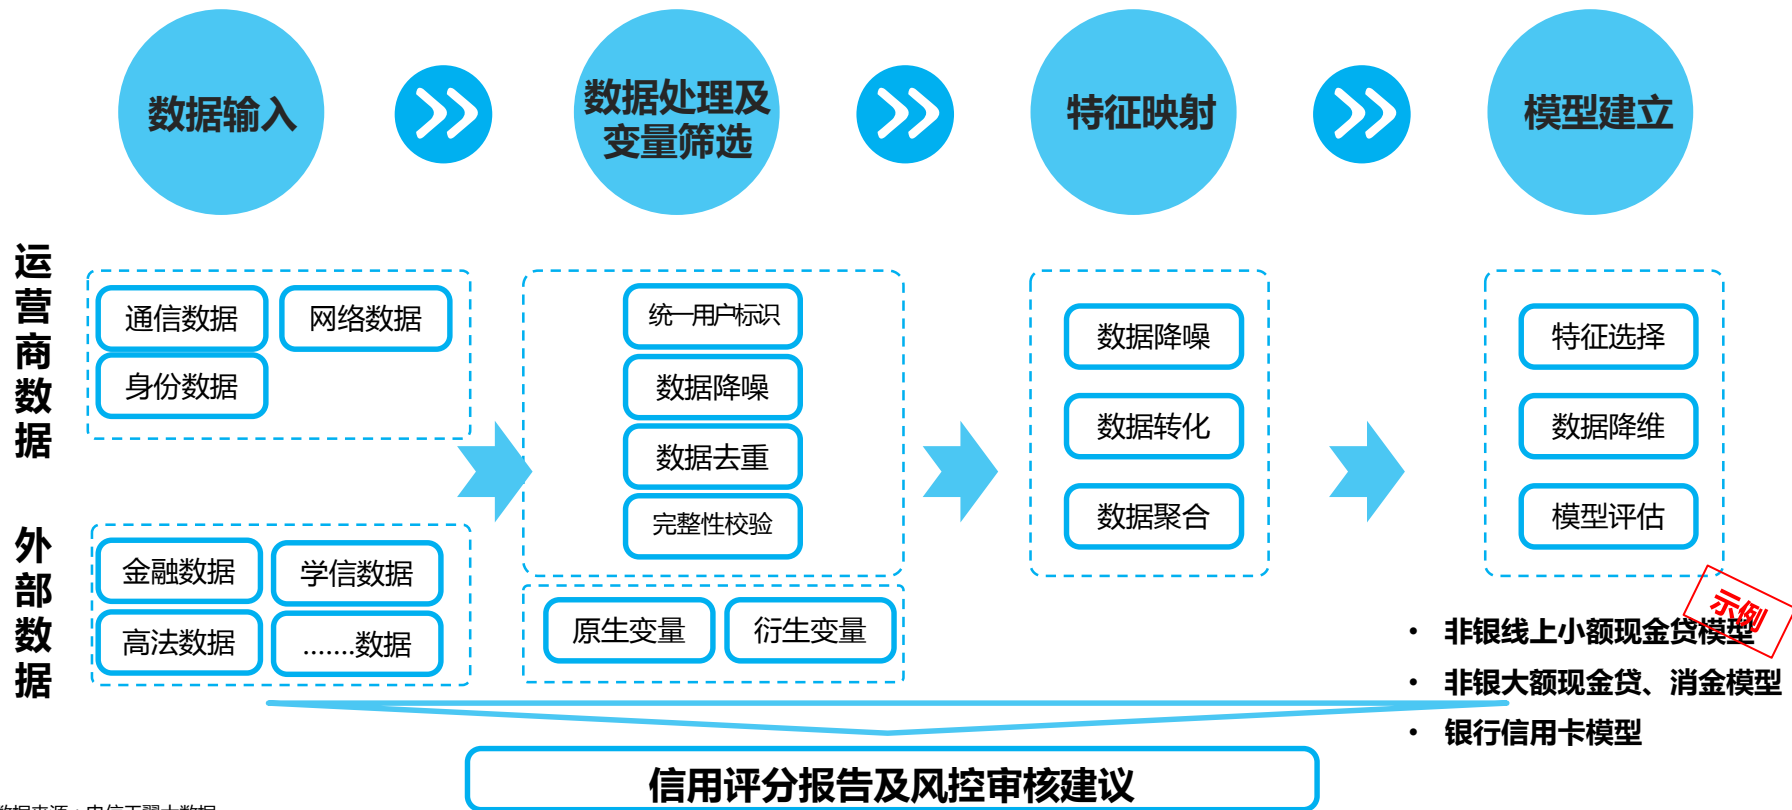 数据输入
数据处理及
变量筛选
特征映射
模型建立
运营商数据
通信数据
网络数据
身份数据
外部数据
金融数据
学信数据
高法数据
.......数据
统一用户标识
数据降噪
数据去重
完整性校验
原生变量
衍生变量
数据降噪
数据转化
数据聚合
特征选择
数据降维
模型评估
示例
• 非银线上小额现金贷模型
• 非银大额现金贷、消金模型
• 银行信用卡模型
信用评分报告及风控审核建议